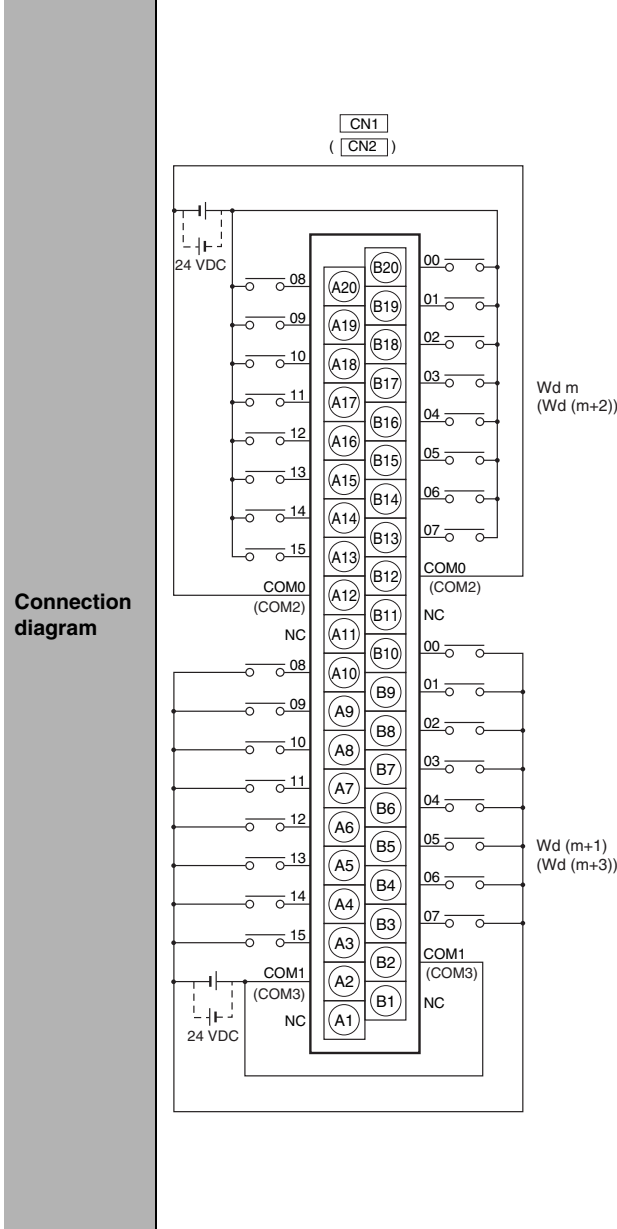 CN1
( CN2 )
24 VDC
08 A20 B20 00
09 A19 B19 01
10 A18 B18 02
11 A17 B17 03
12 A16 B16 04
13 A15 B15 05
14 A14 B14 06
15 A13 B13 07
Wd m
(Wd (m+2))
COM0 (COM2) A12 B12 COM0 (COM2)
NC A11 B11 NC
Connection
diagram
08 A10 B10 00
09 A9 B9 01
10 A8 B8 02
11 A7 B7 03
12 A6 B6 04
13 A5 B5 05
14 A4 B4 06
15 A3 B3 07
Wd (m+1)
(Wd (m+3))
COM1 (COM3) A2 B2 COM1 (COM3)
NC A1 B1 NC
24 VDC